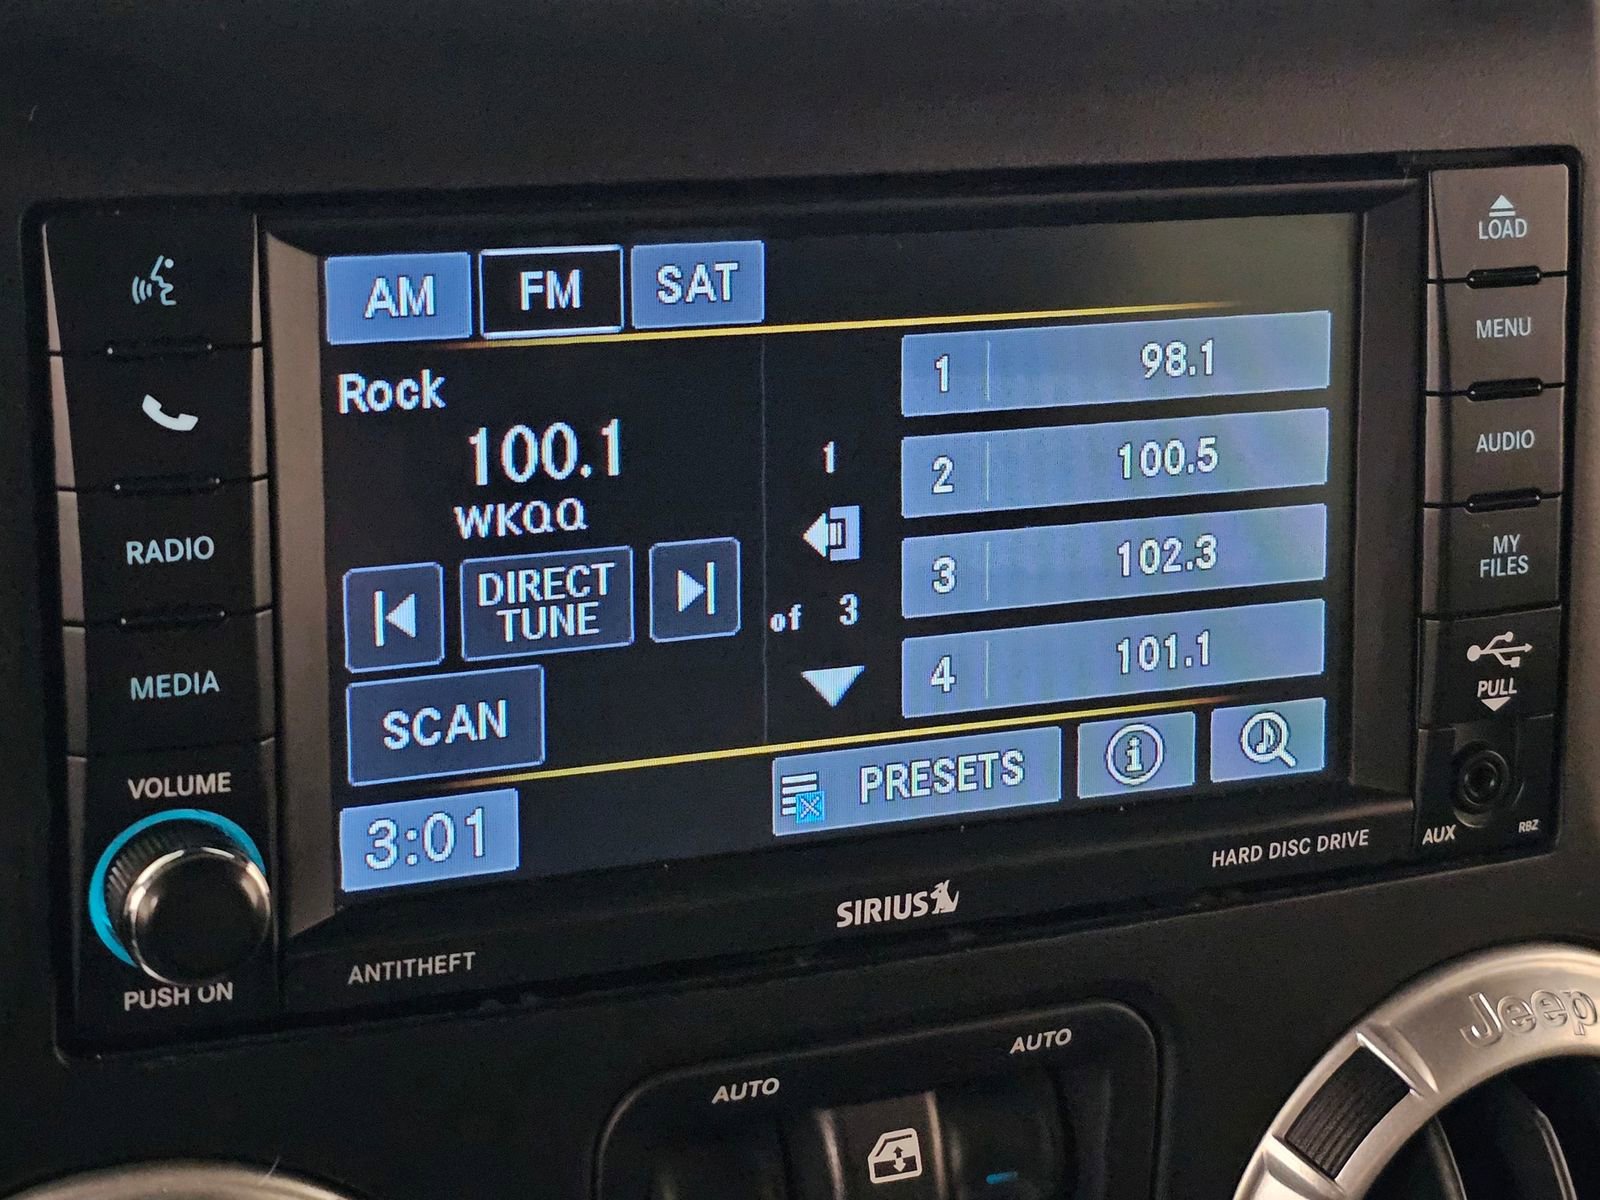 AM FM SAT
Rock
100.1
WKQQ
DIRECT
TUNE
SCAN
3:01
1
of 3
1 98.1
2 100.5
3 102.3
4 101.1
PRESETS
i
RADIO
MEDIA
VOLUME
PUSH ON
ANTITHEFT
SIRIUS
HARD DISC DRIVE
LOAD
MENU
AUDIO
MY
FILES
PULL
AUX
RBZ
AUTO
AUTO
Jeep